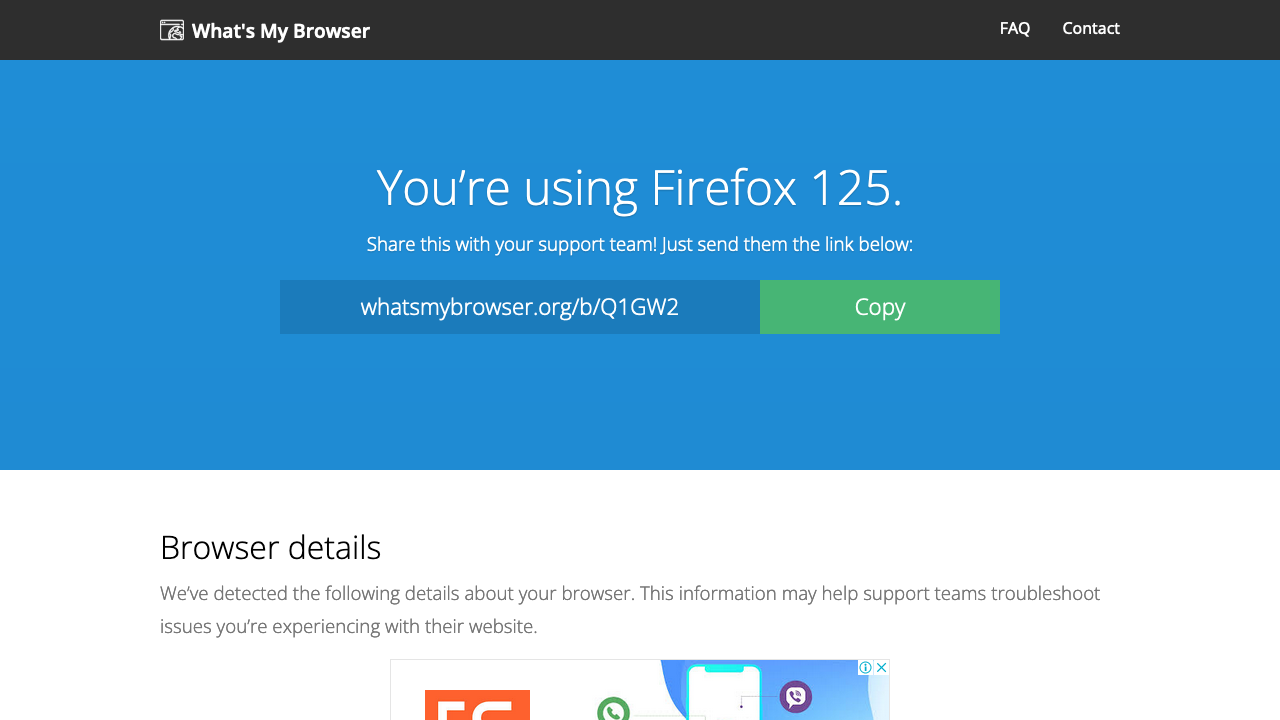 What's My Browser
FAQ
Contact
You’re using Firefox 125.
Share this with your support team! Just send them the link below:
whatsmybrowser.org/b/Q1GW2
Copy
Browser details
We’ve detected the following details about your browser. This information may help support teams troubleshoot
issues you’re experiencing with their website.